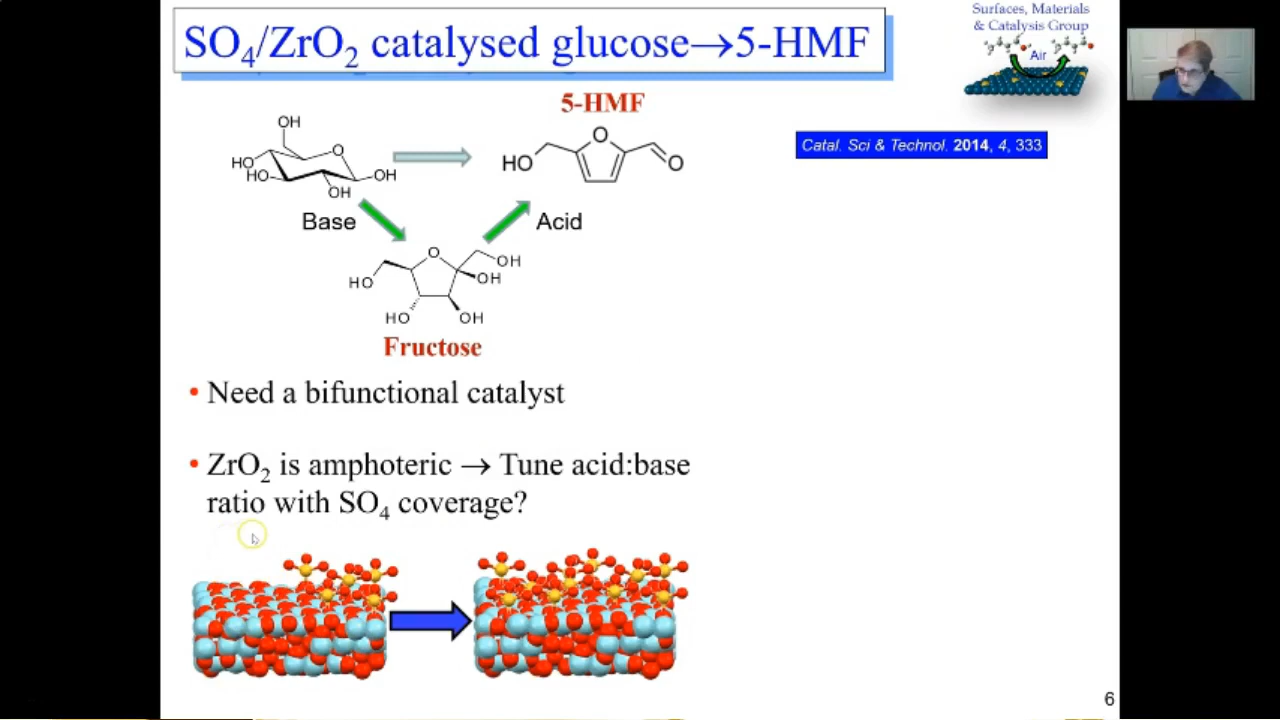 SO4/ZrO2 catalysed glucose→5-HMF
Surfaces, Materials
& Catalysis Group
Air
5-HMF
Catal. Sci & Technol. 2014, 4, 333
OH
O
HO
HO
OH
OH
O
HO
O
Base
Acid
O
OH
HO
OH
HO
OH
Fructose
• Need a bifunctional catalyst
• ZrO2 is amphoteric → Tune acid:base
ratio with SO4 coverage?
6